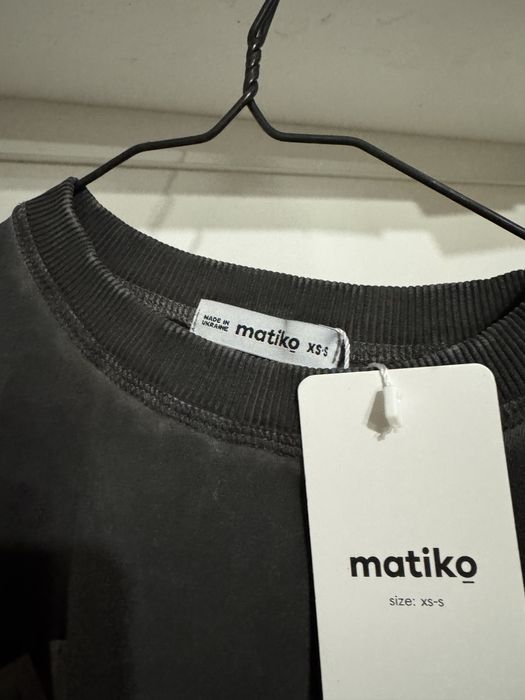 MADE IN
UKRAINE
matiko
XS-S
matiko
size: xs-s